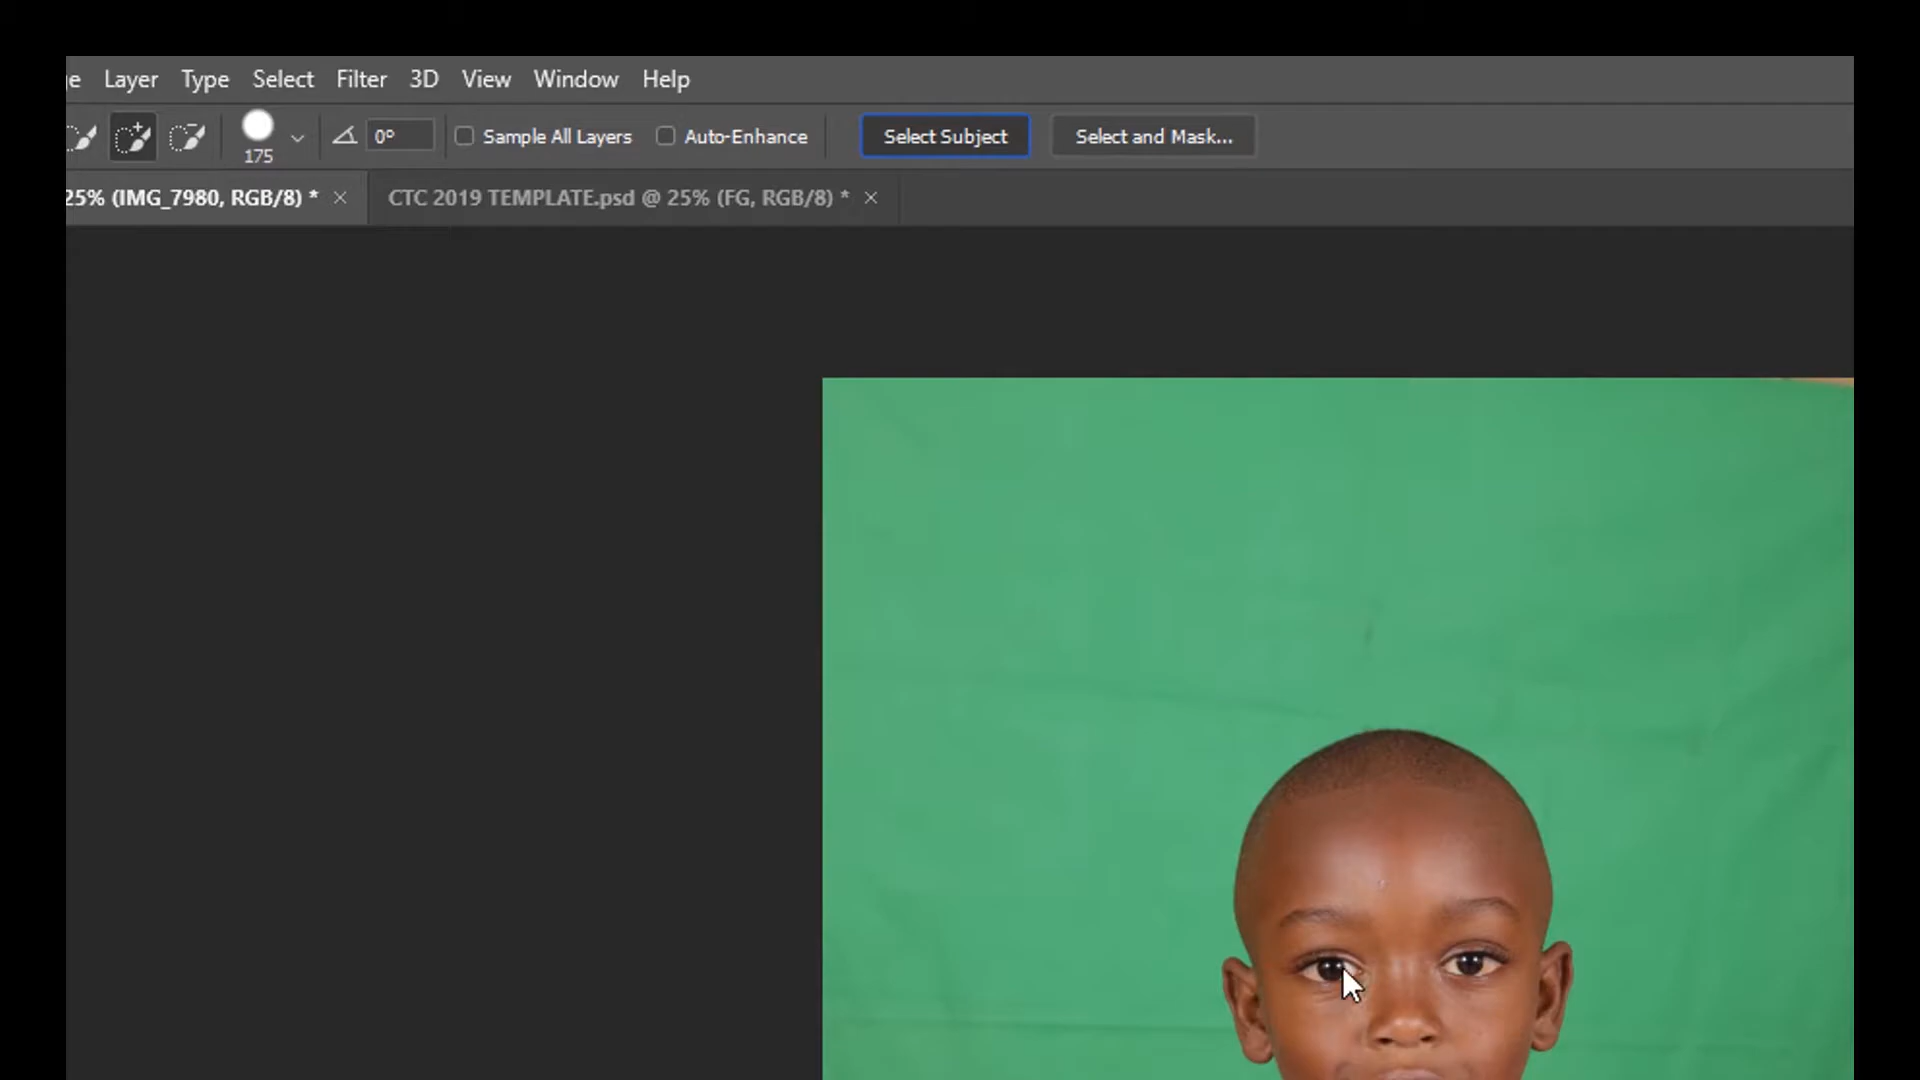 ge Layer Type Select Filter 3D View Window Help
175 0° Sample All Layers Auto-Enhance Select Subject Select and Mask...
25% (IMG_7980, RGB/8) * CTC 2019 TEMPLATE.psd @ 25% (FG, RGB/8) *